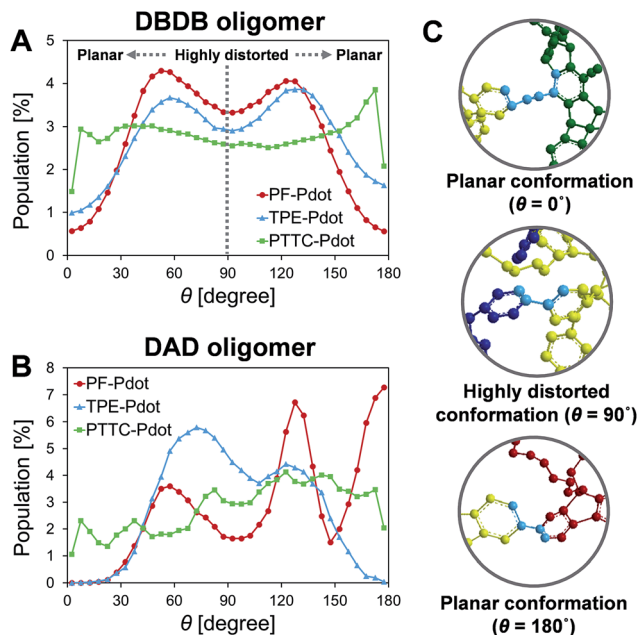 DBDB oligomer
A
Planar
Highly distorted
Planar
Population [%]
6
5
4
3
2
1
0
PF-Pdot
TPE-Pdot
PTTC-Pdot
0 30 60 90 120 150 180
θ [degree]
DAD oligomer
B
Population [%]
8
7
6
5
4
3
2
1
0
PF-Pdot
TPE-Pdot
PTTC-Pdot
0 30 60 90 120 150 180
θ [degree]
C
Planar conformation
(θ = 0˚)
Highly distorted
conformation (θ = 90˚)
Planar conformation
(θ = 180˚)